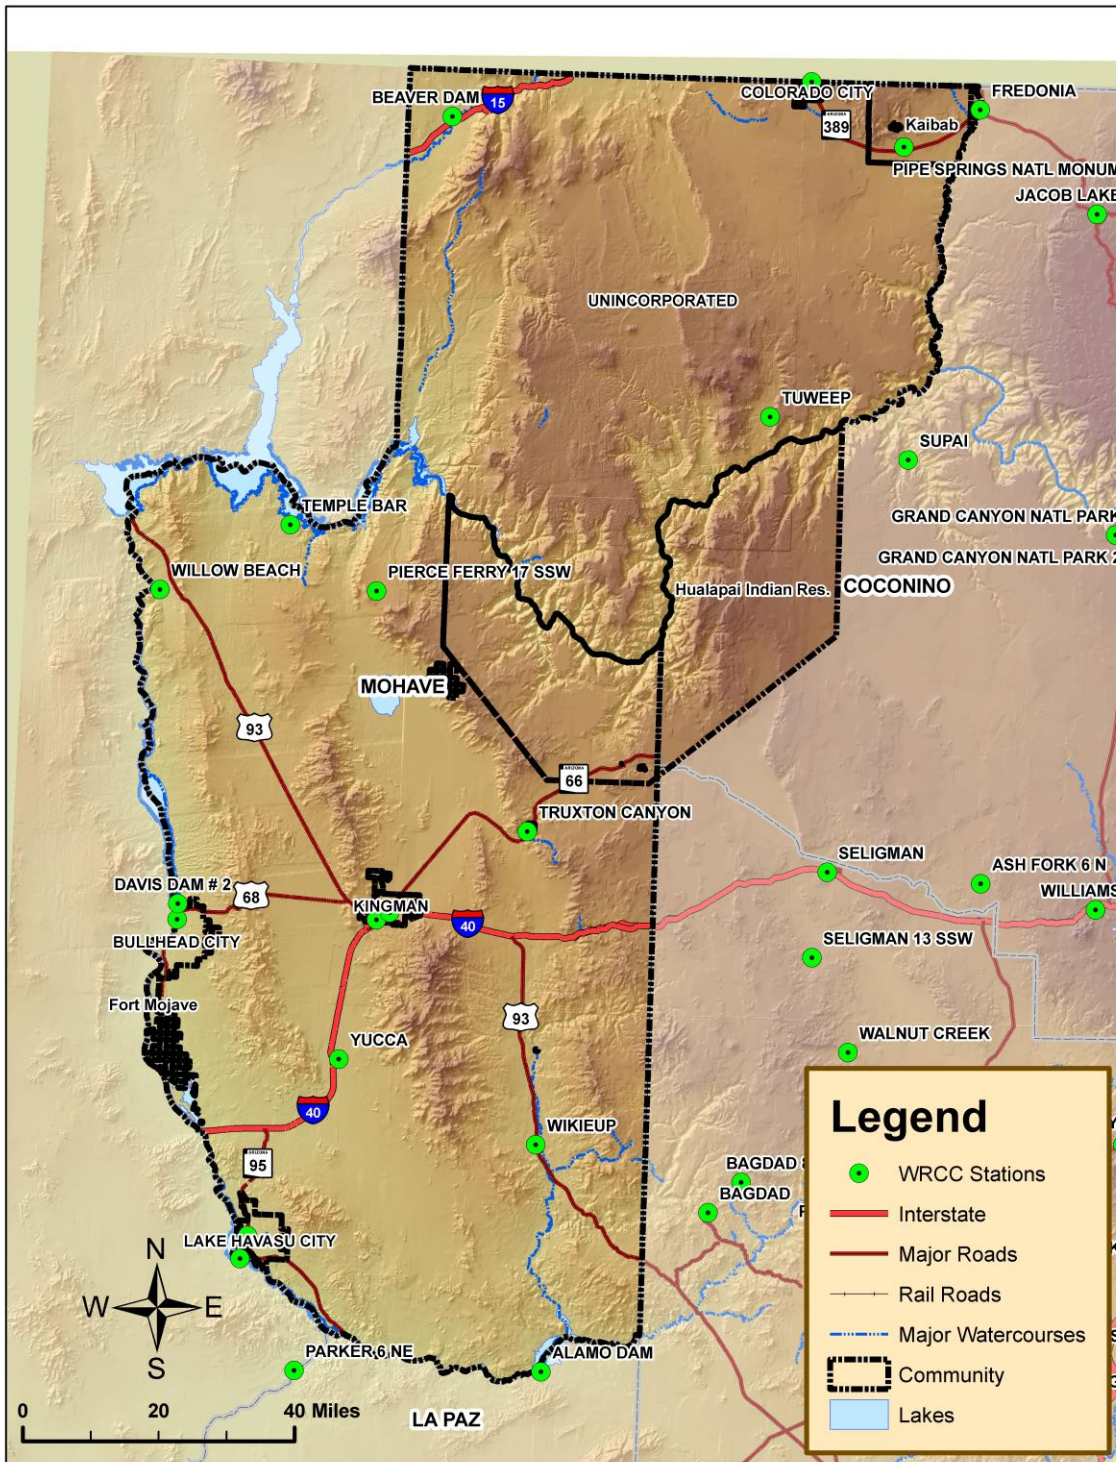 BEAVER DAM
15
COLORADO CITY
FREDONIA
ARIZONA
389
Kaibab
PIPE SPRINGS NATL MONUM
JACOB LAKE
UNINCORPORATED
TUWEEP
SUPAI
TEMPLE BAR
GRAND CANYON NATL PARK
GRAND CANYON NATL PARK 2
WILLOW BEACH
PIERCE FERRY 17 SSW
Hualapai Indian Res.
COCONINO
MOHAVE
93
ARIZONA
66
TRUXTON CANYON
SELIGMAN
ASH FORK 6 N
DAVIS DAM # 2
68
KINGMAN
WILLIAMS
40
BULLHEAD CITY
SELIGMAN 13 SSW
Fort Mojave
93
YUCCA
WALNUT CREEK
40
WIKIEUP
ARIZONA
95
BAGDAD 8
BAGDAD
LAKE HAVASU CITY
N
W E
S
PARKER 6 NE
ALAMO DAM
0 20 40 Miles
LA PAZ
Legend
WRCC Stations
Interstate
Major Roads
Rail Roads
Major Watercourses
Community
Lakes